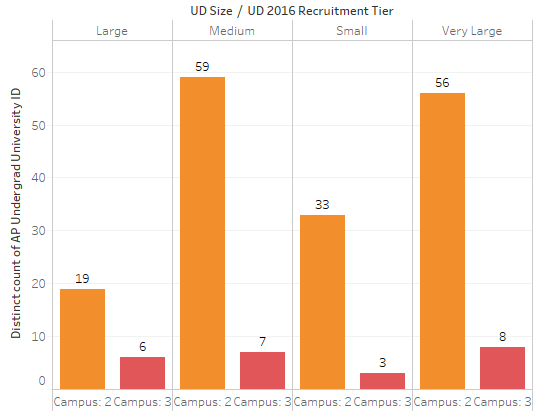 UD Size / UD 2016 Recruitment Tier
Large Medium Small Very Large
Distinct count of AP Undergrad University ID
60
50
40
30
20
10
0
19 6 59 7 33 3 56 8
Campus: 2 Campus: 3 Campus: 2 Campus: 3 Campus: 2 Campus: 3 Campus: 2 Campus: 3